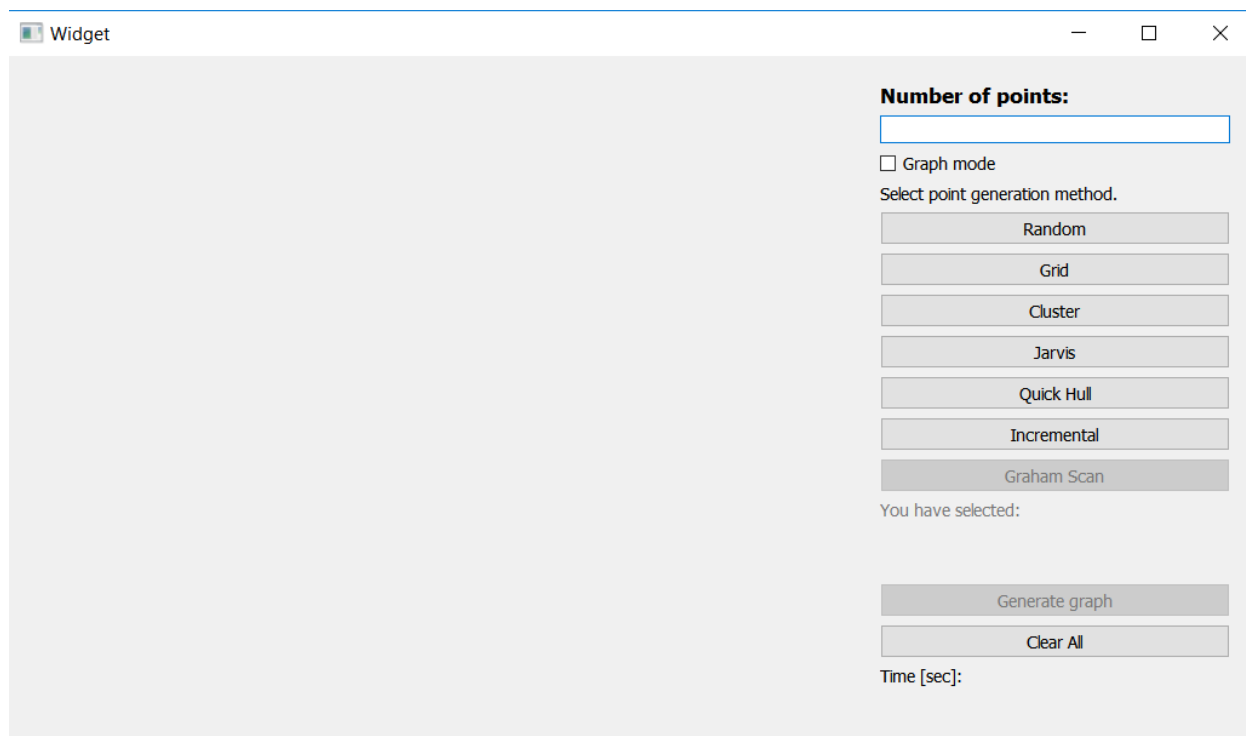 Widget
Number of points:
Graph mode
Select point generation method.
Random
Grid
Cluster
Jarvis
Quick Hull
Incremental
Graham Scan
You have selected:
Generate graph
Clear All
Time [sec]: